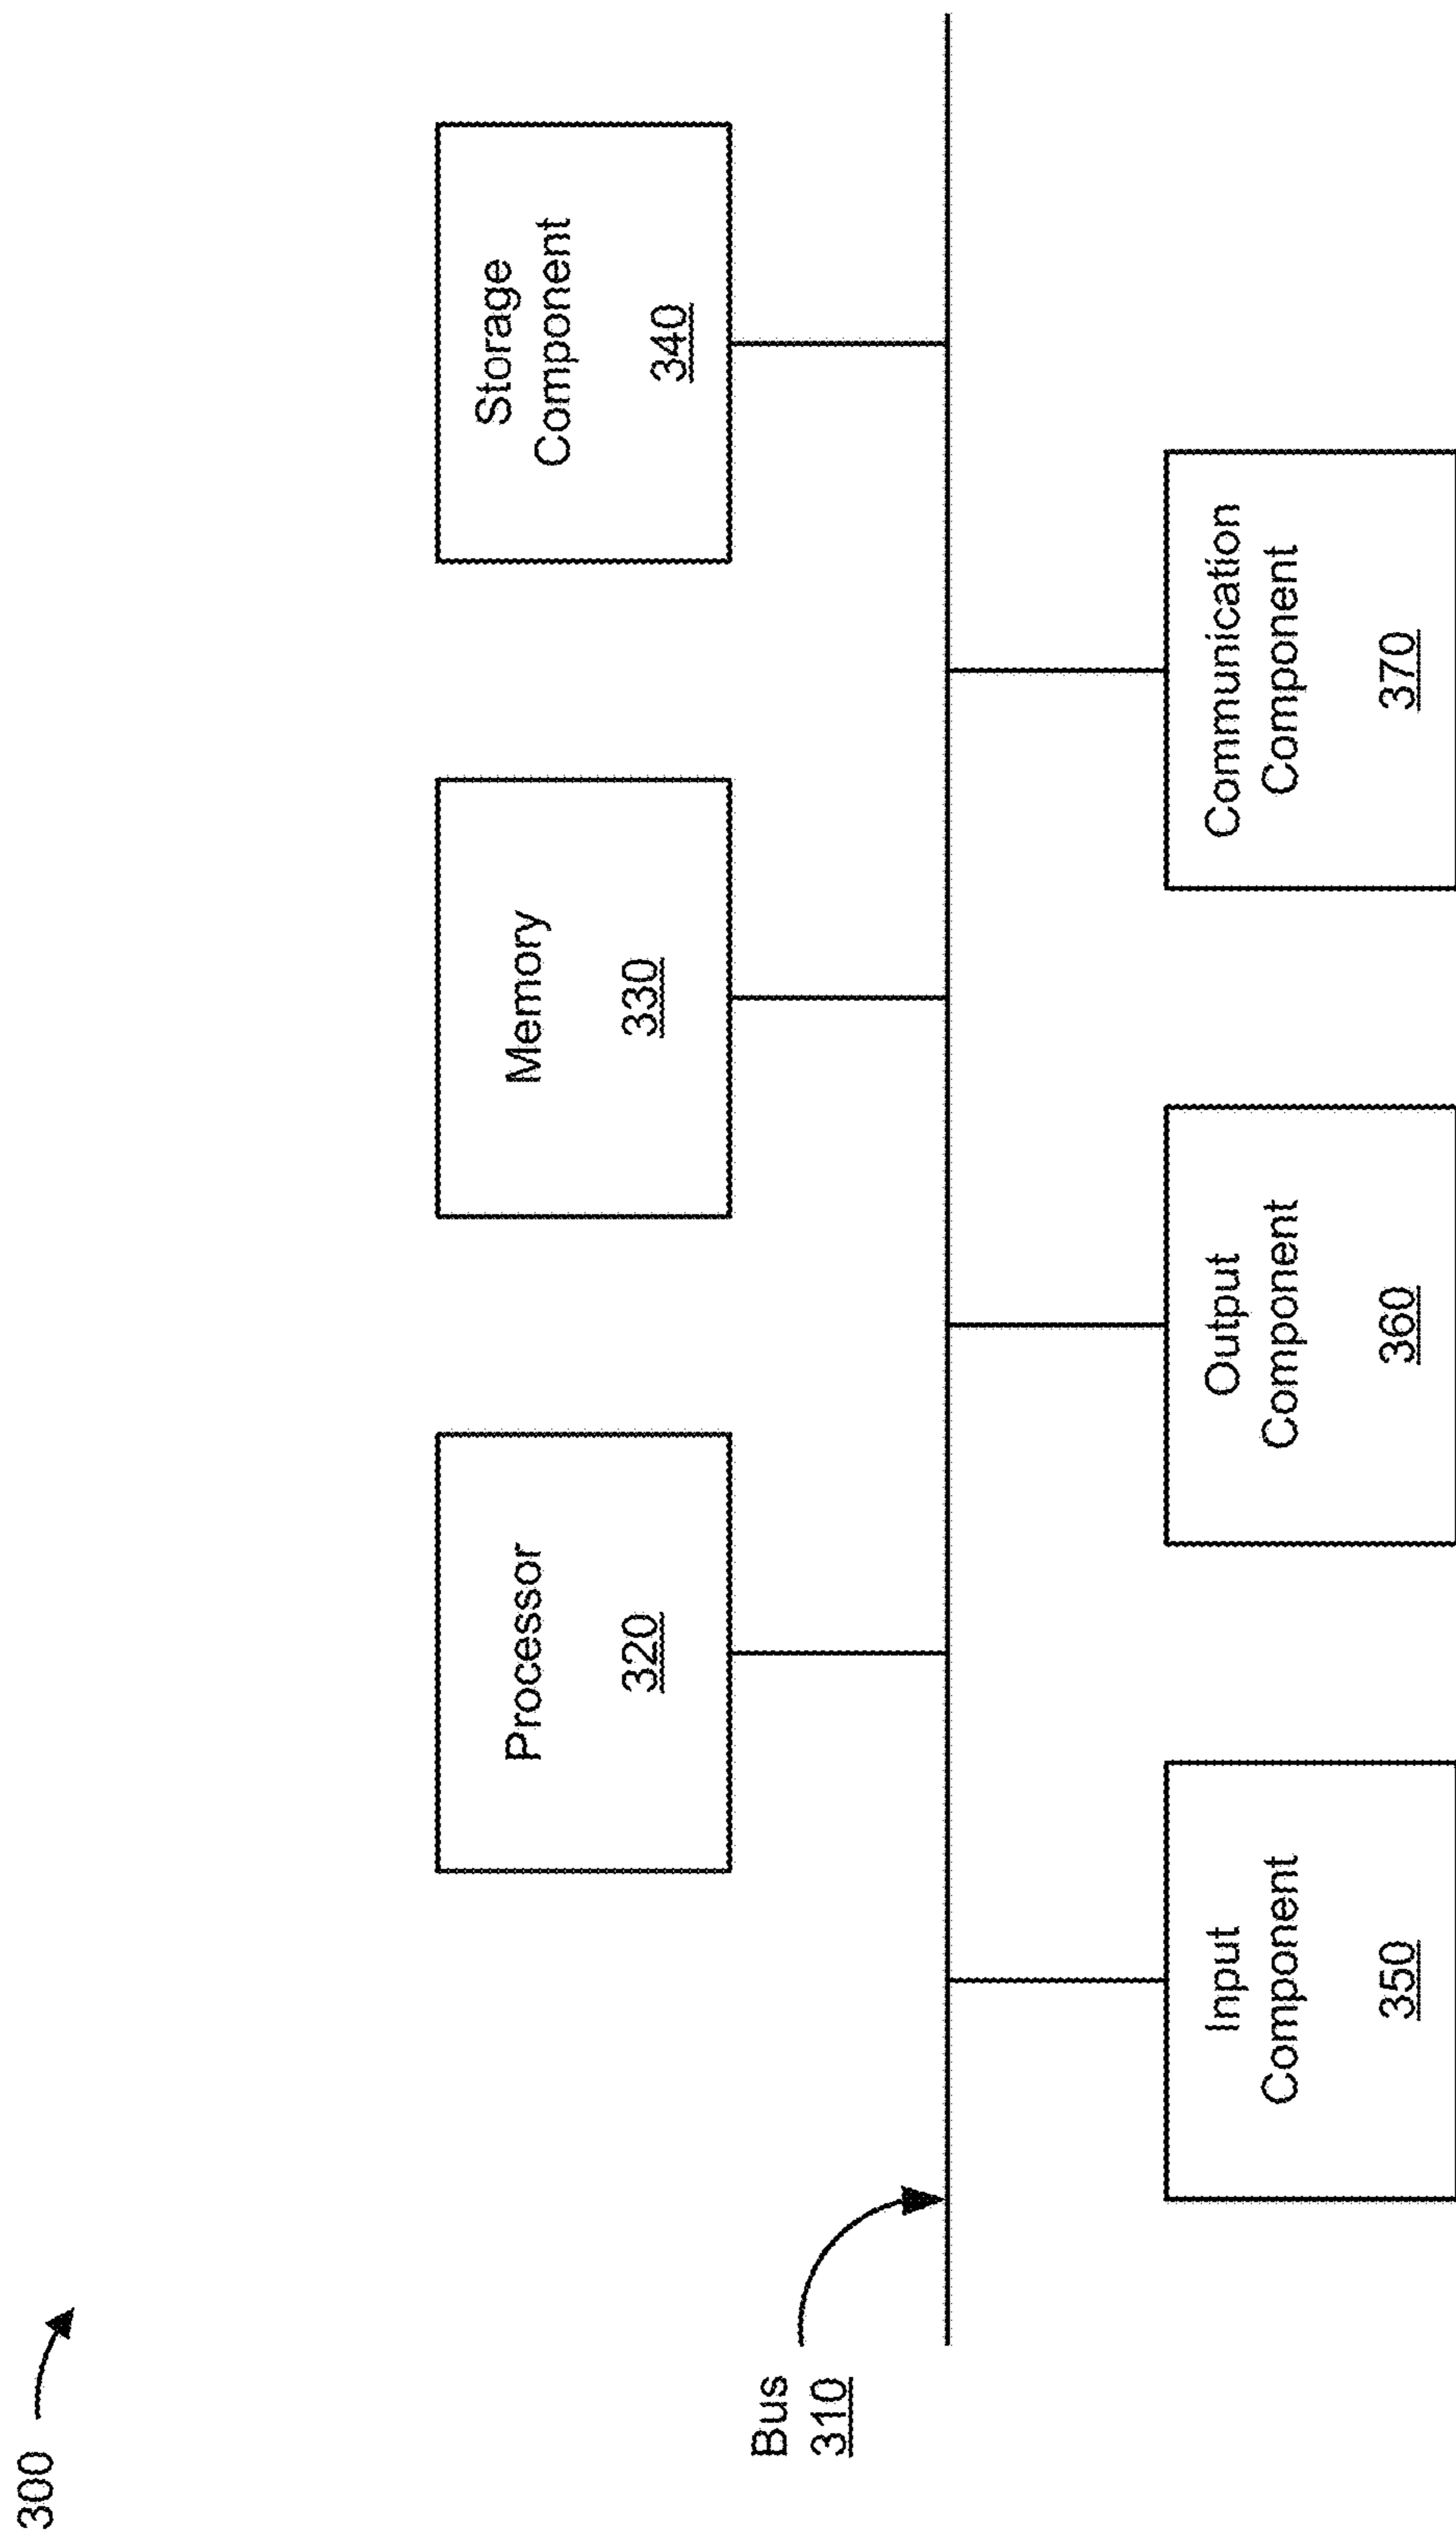 300
Bus
310
Processor
320
Memory
330
Storage
Component
340
Input
Component
350
Output
Component
360
Communication
Component
370